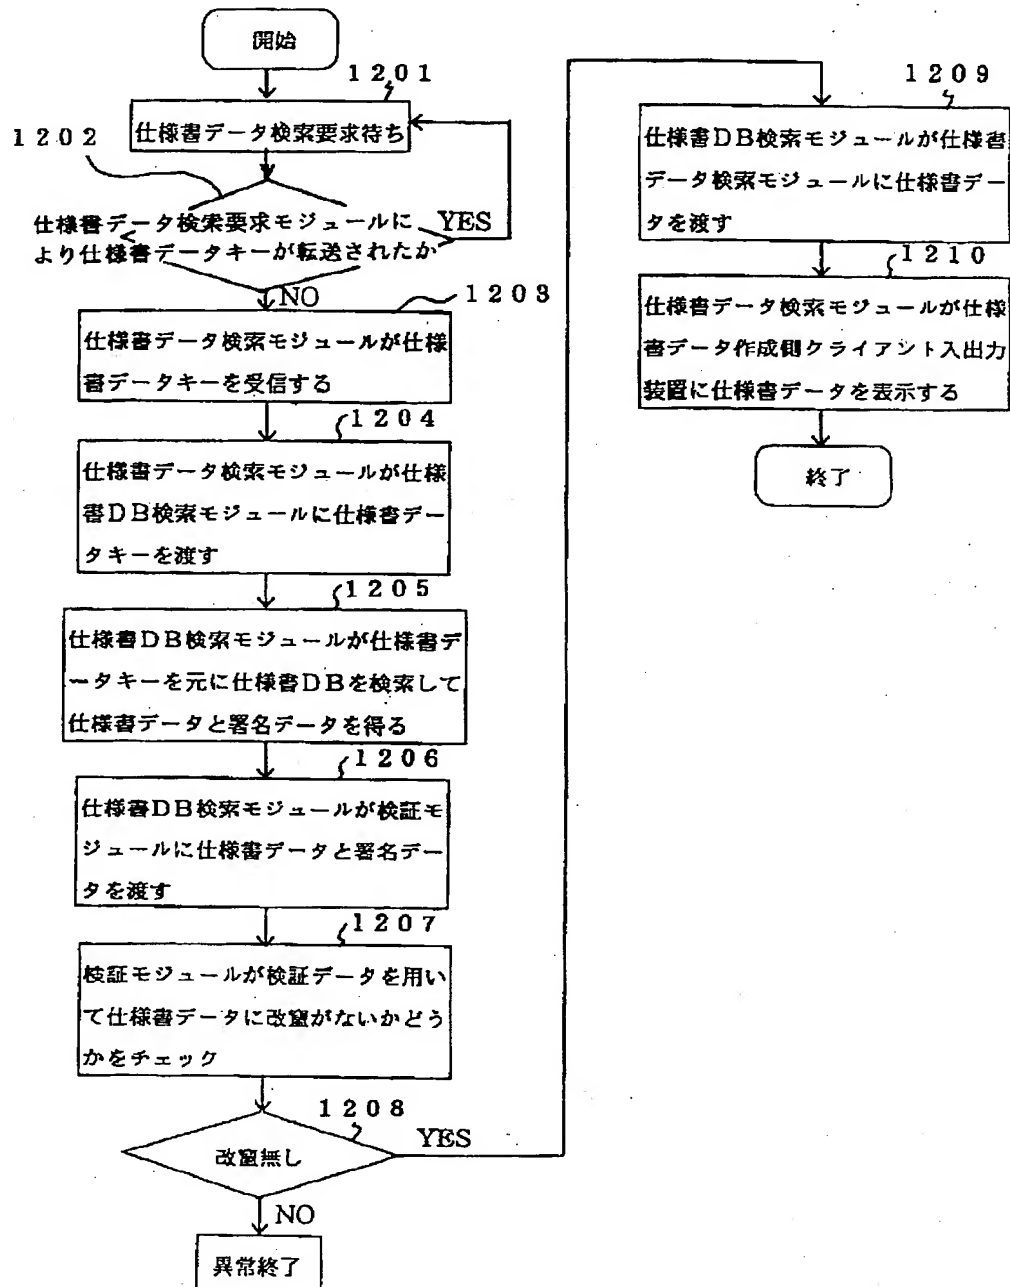 開始
1201
仕様書データ検索要求待ち
1202
仕様書データ検索要求モジュールに
より仕様書データキーが転送されたか
YES
NO
1203
仕様書データ検索モジュールが仕様
書データキーを受信する
1204
仕様書データ検索モジュールが仕様
書DB検索モジュールに仕様書デー
タキーを渡す
1205
仕様書DB検索モジュールが仕様書デ
ータキーを元に仕様書DBを検索して
仕様書データと署名データを得る
1206
仕様書DB検索モジュールが検証モ
ジュールに仕様書データと署名デー
タを渡す
1207
検証モジュールが検証データを用い
て仕様書データに改竄がないかどう
かをチェック
1208
改竄無し
YES
NO
異常終了
1209
仕様書DB検索モジュールが仕様書
データ検索モジュールに仕様書デー
タを渡す
1210
仕様書データ検索モジュールが仕様
書データ作成側クライアント入出力
装置に仕様書データを表示する
終了